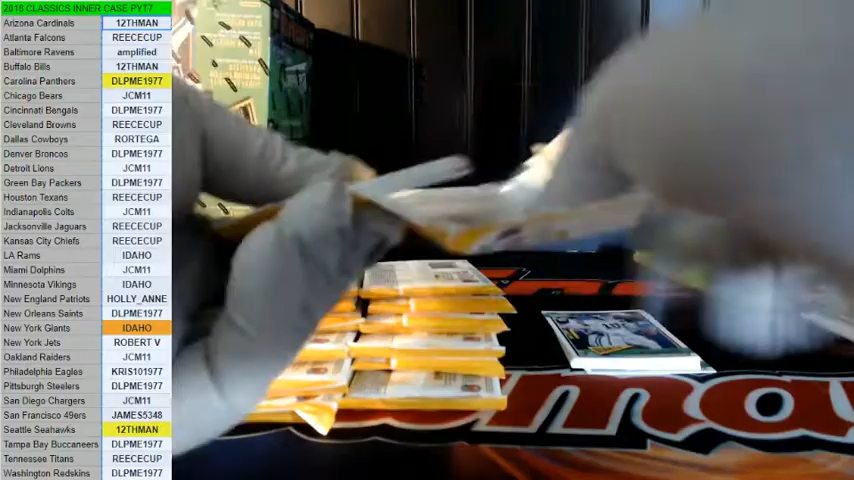 2018 CLASSICS INNER CASE PYT7
Arizona Cardinals 12THMAN
Atlanta Falcons REECECUP
Baltimore Ravens amplified
Buffalo Bills 12THMAN
Carolina Panthers DLPME1977
Chicago Bears JCM11
Cincinnati Bengals DLPME1977
Cleveland Browns REECECUP
Dallas Cowboys RORTEGA
Denver Broncos DLPME1977
Detroit Lions JCM11
Green Bay Packers DLPME1977
Houston Texans REECECUP
Indianapolis Colts JCM11
Jacksonville Jaguars REECECUP
Kansas City Chiefs REECECUP
LA Rams IDAHO
Miami Dolphins JCM11
Minnesota Vikings IDAHO
New England Patriots HOLLY_ANNE
New Orleans Saints DLPME1977
New York Giants IDAHO
New York Jets ROBERT V
Oakland Raiders JCM11
Philadelphia Eagles KRIS101977
Pittsburgh Steelers DLPME1977
San Diego Chargers JCM11
San Francisco 49ers JAMES5348
Seattle Seahawks 12THMAN
Tampa Bay Buccaneers DLPME1977
Tennessee Titans REECECUP
Washington Redskins DLPME1977